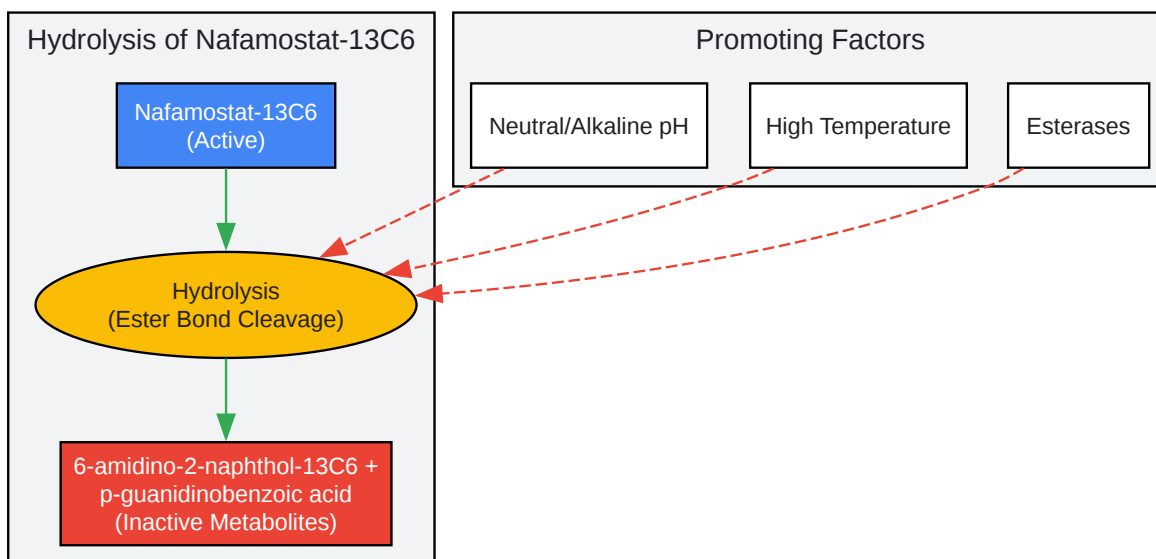 Hydrolysis of Nafamostat-13C6
Nafamostat-13C6
(Active)
Hydrolysis
(Ester Bond Cleavage)
6-amidino-2-naphthol-13C6 +
p-guanidinobenzoic acid
(Inactive Metabolites)
Promoting Factors
Neutral/Alkaline pH
High Temperature
Esterases